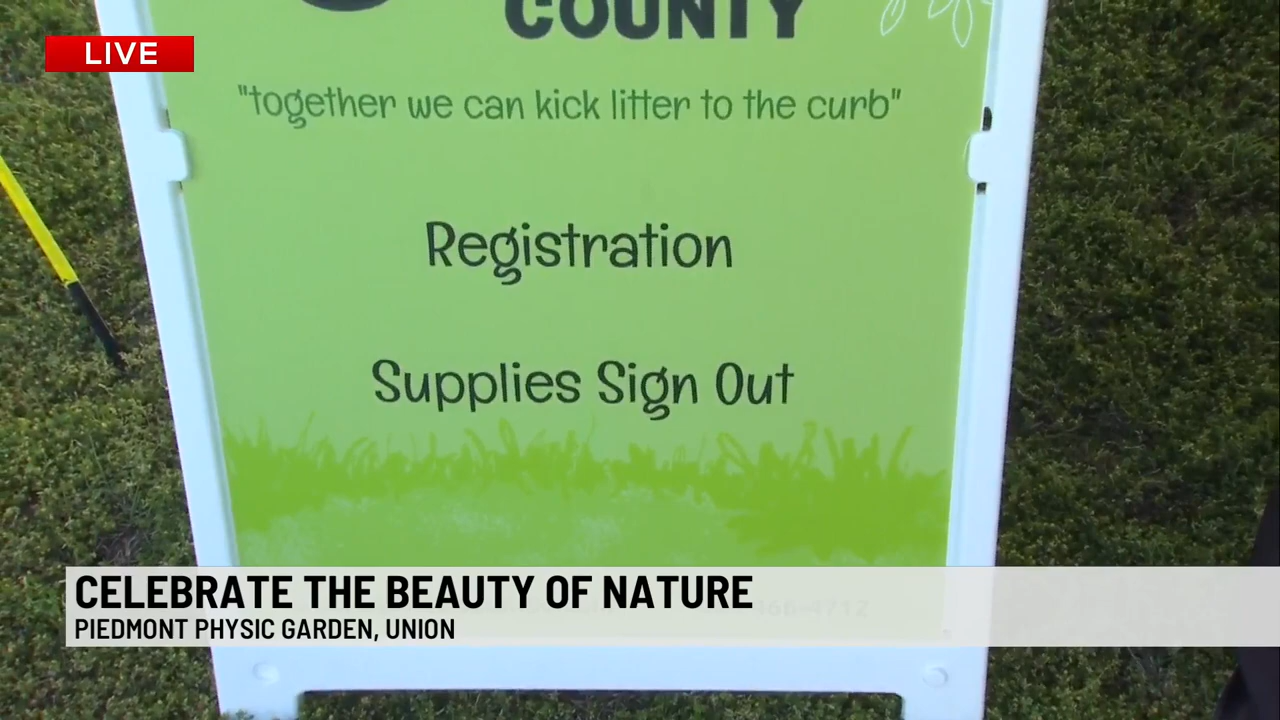 COUNTY
LIVE
"together we can kick litter to the curb"
Registration
Supplies Sign Out
CELEBRATE THE BEAUTY OF NATURE
PIEDMONT PHYSIC GARDEN, UNION